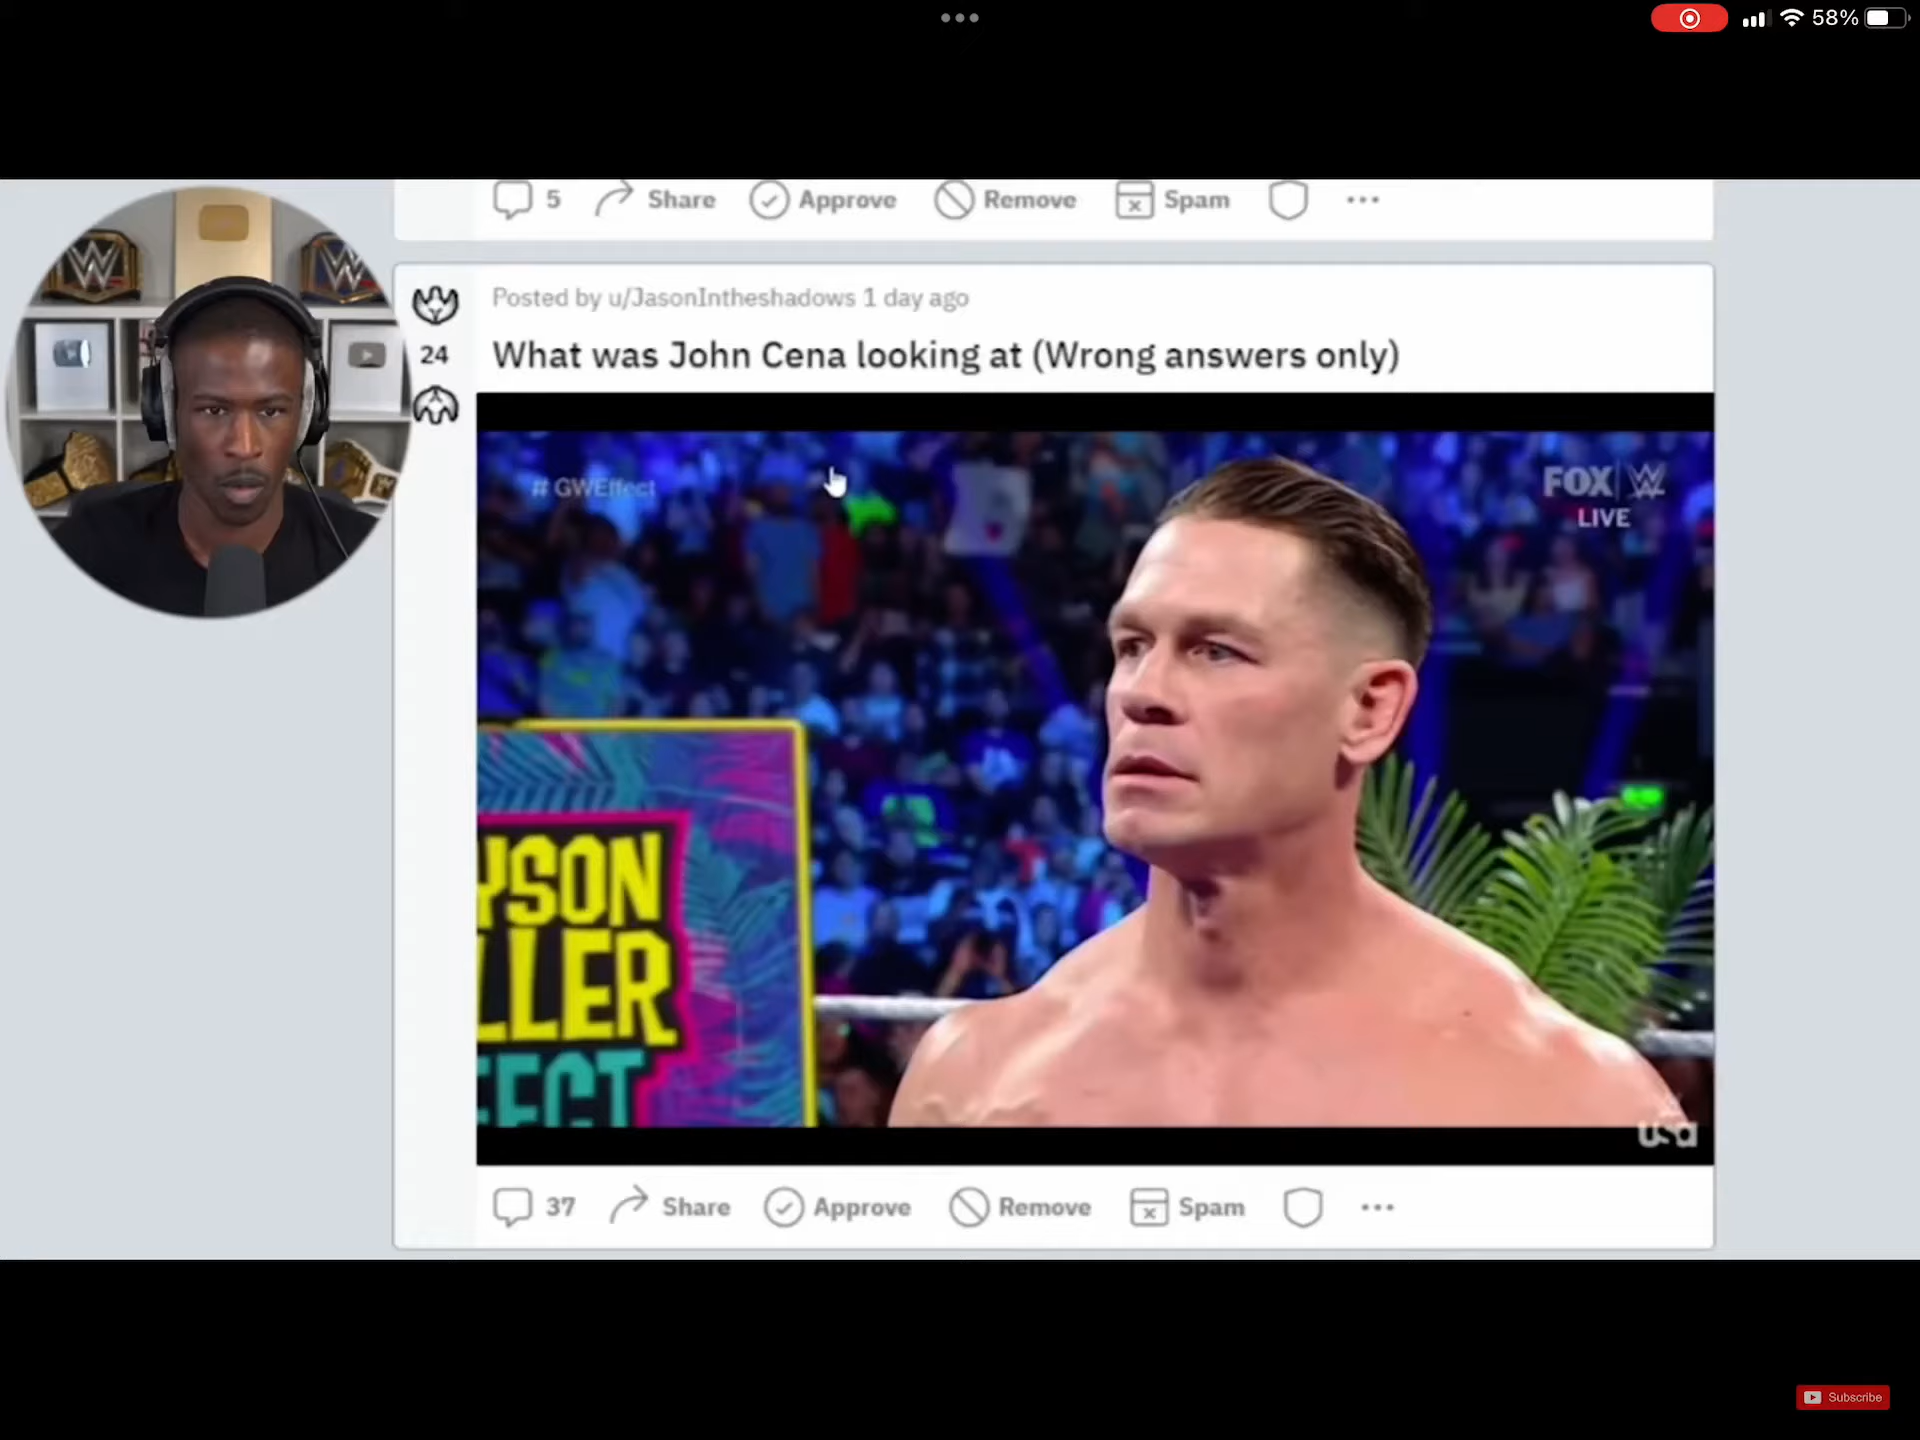 58%
5 Share Approve Remove Spam
Posted by u/JasonIntheshadows 1 day ago
24
What was John Cena looking at (Wrong answers only)
# GWEffect
FOX W
LIVE
YSON
LLER
FECT
usa
37 Share Approve Remove Spam
Subscribe